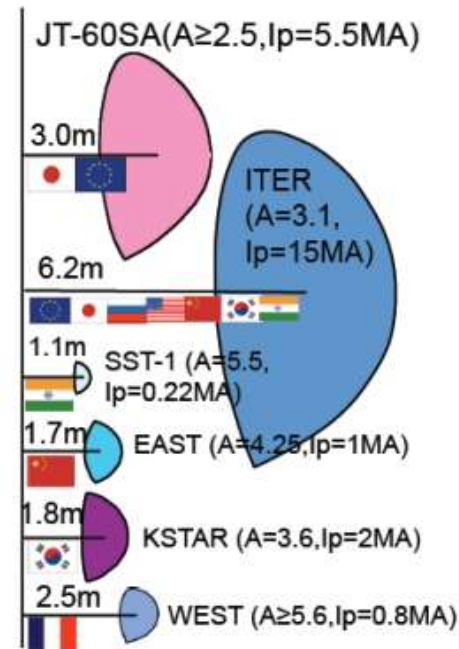 JT-60SA(A≥2.5,Ip=5.5MA)
3.0m
ITER
(A=3.1,
Ip=15MA)
6.2m
1.1m
SST-1 (A=5.5,
Ip=0.22MA)
1.7m
EAST (A=4.25,Ip=1MA)
1.8m
KSTAR (A=3.6,Ip=2MA)
2.5m
WEST (A≥5.6,Ip=0.8MA)